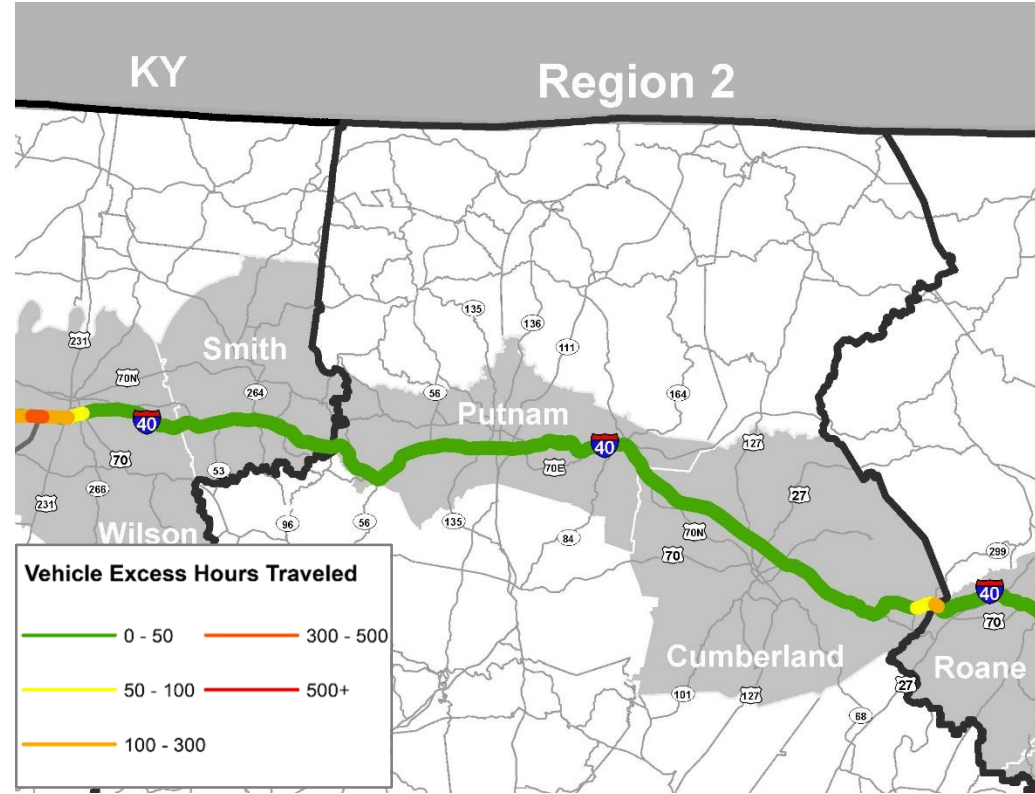 KY
Region 2
135
136
231
111
Smith
70N
264
56
164
Putnam
40
127
40
70E
70
53
27
266
231
96
56
135
84
70N
70
299
Wilson
40
70
Vehicle Excess Hours Traveled
0 - 50
300 - 500
50 - 100
500+
100 - 300
Cumberland
Roane
27
101
127
68